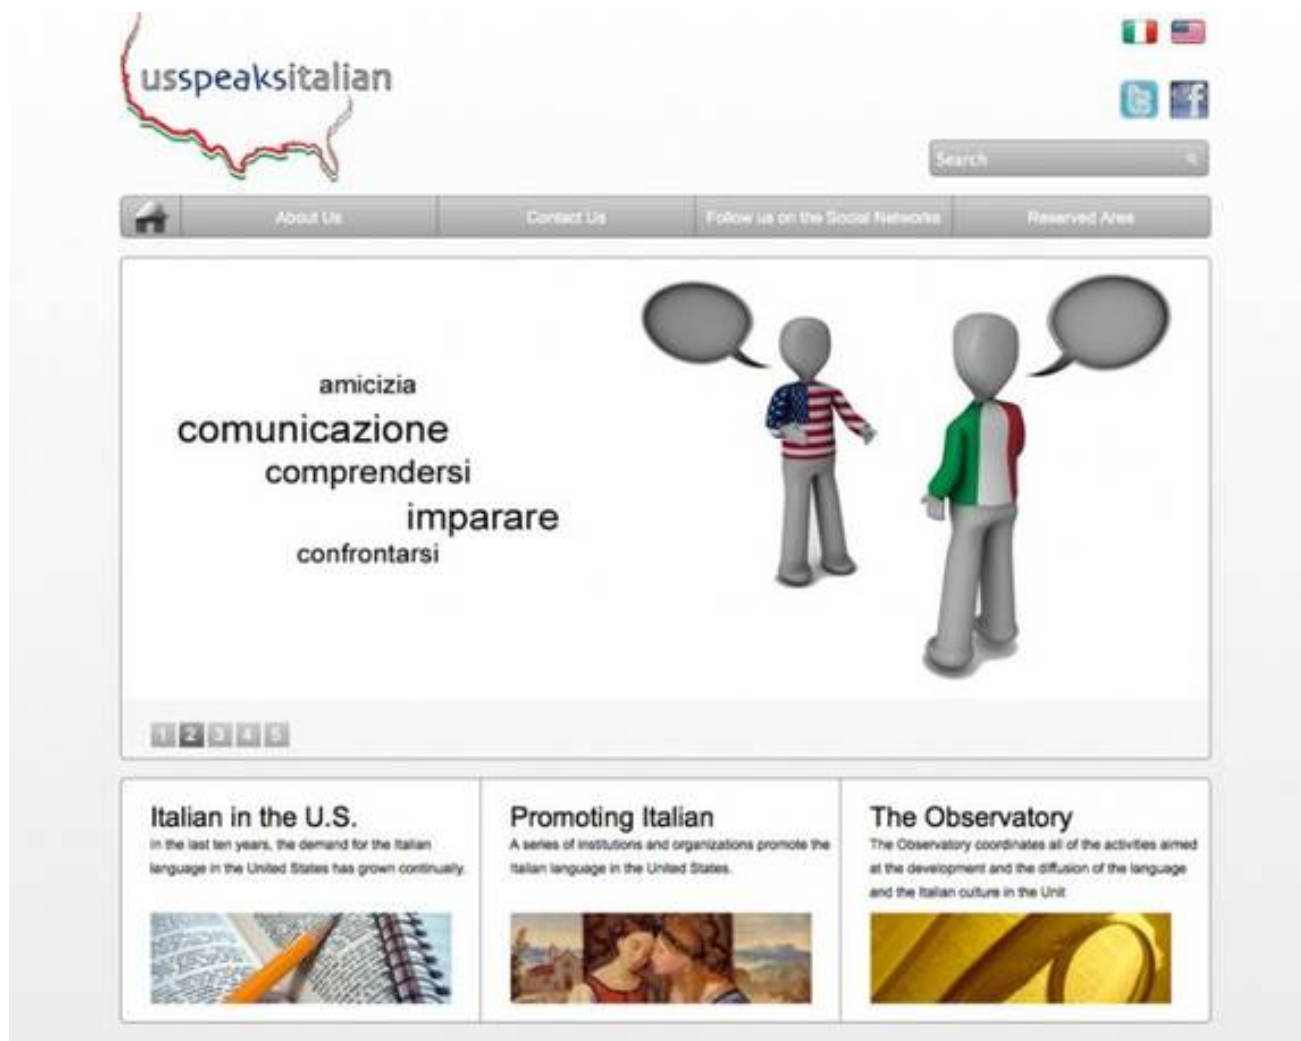 usspeaksitalian
Search
About Us
Contact Us
Follow us on the Social Networks
Reserved Area
amicizia
comunicazione
comprendersi
imparare
confrontarsi
1 2 3 4 5
Italian in the U.S.
In the last ten years, the demand for the Italian
language in the United States has grown continually.
Promoting Italian
A series of institutions and organizations promote the
Italian language in the United States.
The Observatory
The Observatory coordinates all of the activities aimed
at the development and the diffusion of the language
and the Italian culture in the Unit